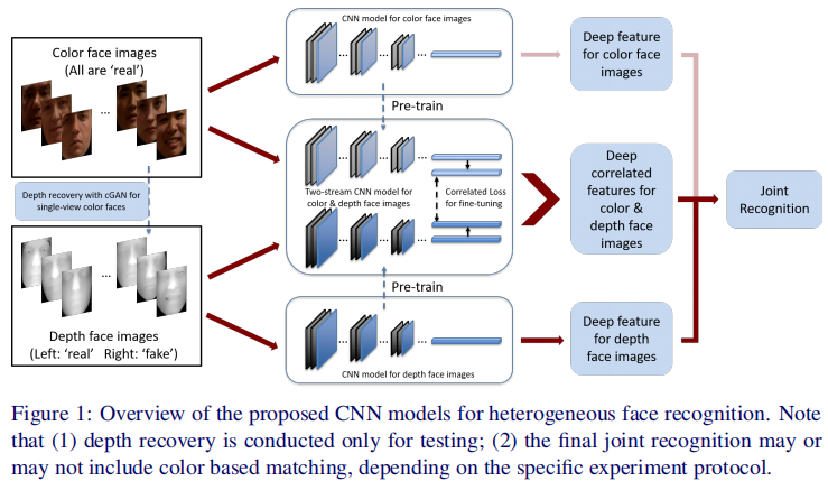 CNN model for color face images
Color face images
(All are 'real')
...
... ... ...
Deep feature
for color face
images
Pre-train
Depth recovery with cGAN for
single-view color faces
... ... ...
Two-stream CNN model for
color & depth face images
Correlated Loss
for fine-tuning
... ... ...
Deep
correlated
features for
color &
depth face
images
Joint
Recognition
...
Depth face images
(Left: 'real' Right: 'fake')
Pre-train
... ... ...
CNN model for depth face images
Deep feature
for depth
face images
Figure 1: Overview of the proposed CNN models for heterogeneous face recognition. Note
that (1) depth recovery is conducted only for testing; (2) the final joint recognition may or
may not include color based matching, depending on the specific experiment protocol.